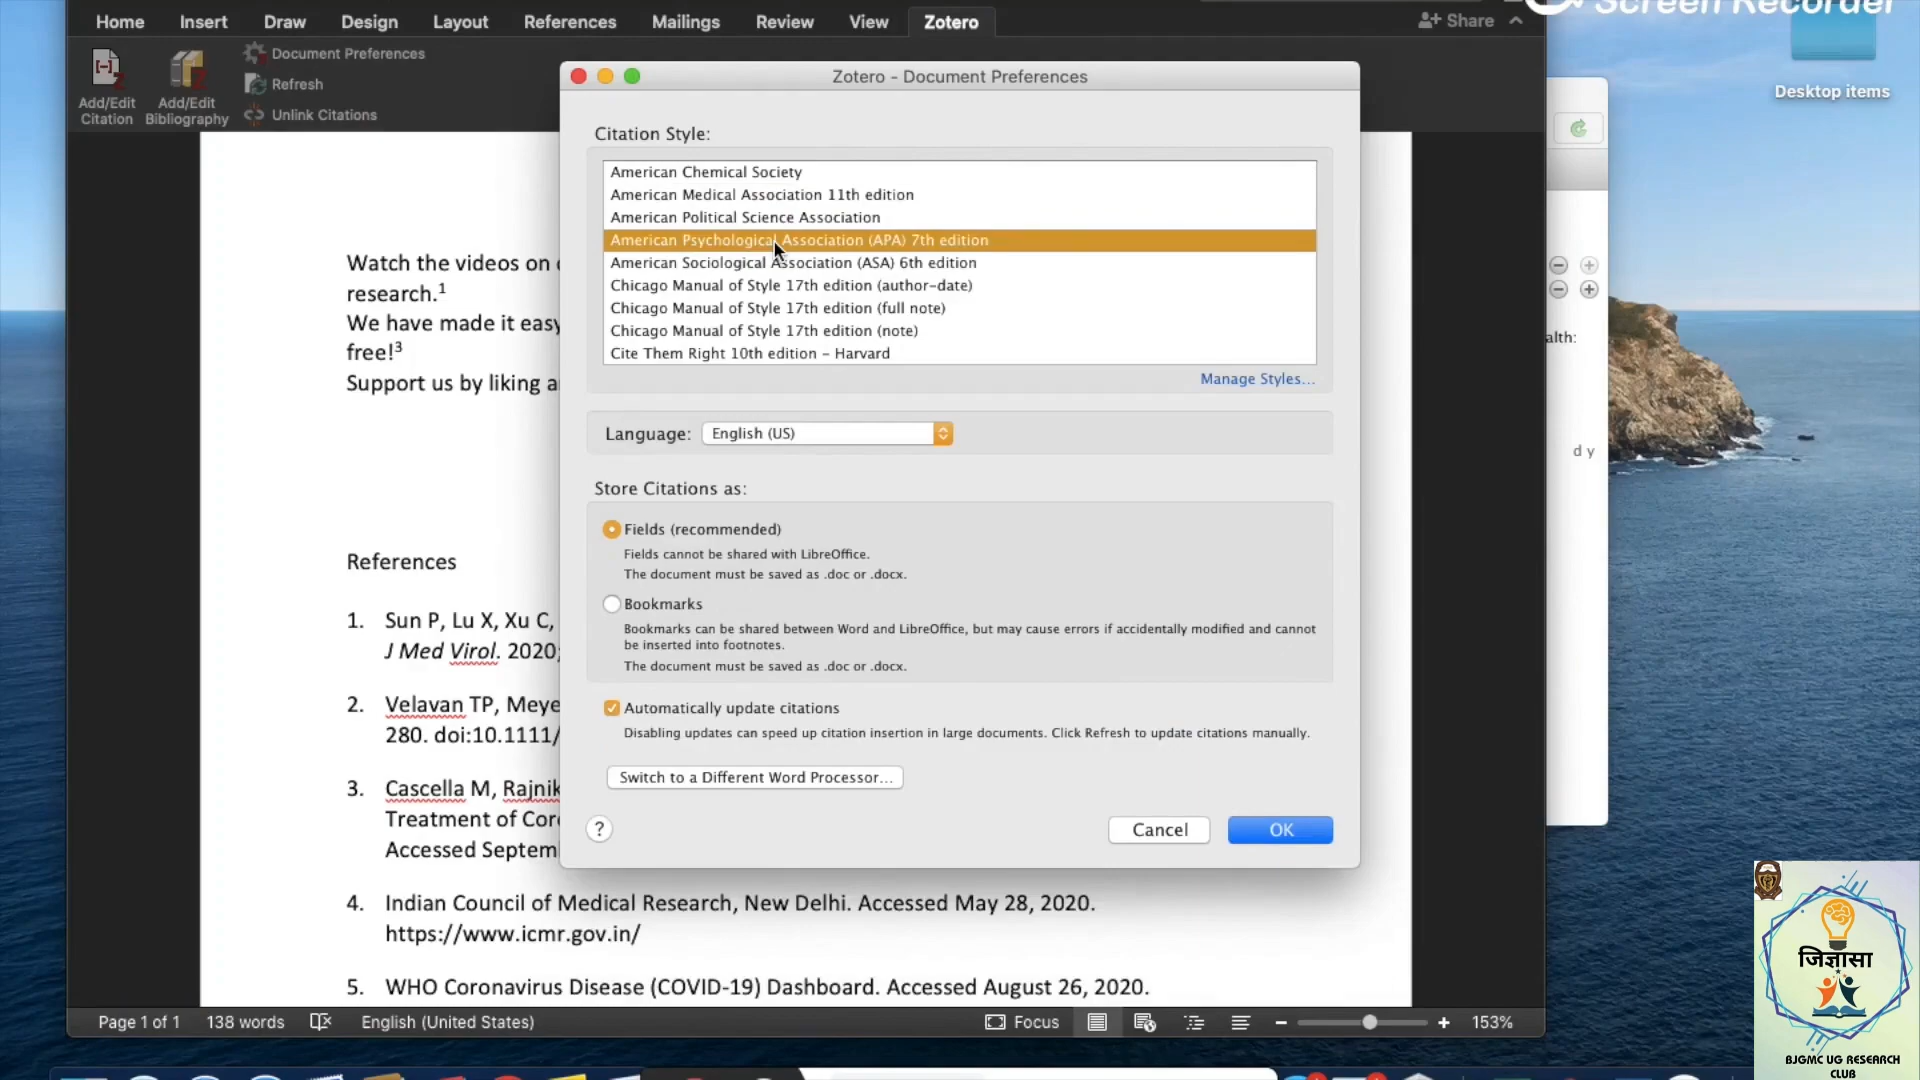 Home Insert Draw Design Layout References Mailings Review View Zotero
Share
Screen Recorder
Desktop items
Add/Edit Citation
Add/Edit Bibliography
Document Preferences
Refresh
Unlink Citations
Watch the videos on
research.1
We have made it easy
free!3
Support us by liking
References
1. Sun P, Lu X, Xu C,
J Med Virol. 2020;
2. Velavan TP, Meye
280. doi:10.1111/
3. Cascella M, Rajnik
Treatment of Cor
Accessed Septem
4. Indian Council of Medical Research, New Delhi. Accessed May 28, 2020.
https://www.icmr.gov.in/
5. WHO Coronavirus Disease (COVID-19) Dashboard. Accessed August 26, 2020.
Zotero - Document Preferences
Citation Style:
American Chemical Society
American Medical Association 11th edition
American Political Science Association
American Psychological Association (APA) 7th edition
American Sociological Association (ASA) 6th edition
Chicago Manual of Style 17th edition (author-date)
Chicago Manual of Style 17th edition (full note)
Chicago Manual of Style 17th edition (note)
Cite Them Right 10th edition - Harvard
Manage Styles...
Language: English (US)
Store Citations as:
Fields (recommended)
Fields cannot be shared with LibreOffice.
The document must be saved as .doc or .docx.
Bookmarks
Bookmarks can be shared between Word and LibreOffice, but may cause errors if accidentally modified and cannot
be inserted into footnotes.
The document must be saved as .doc or .docx.
Automatically update citations
Disabling updates can speed up citation insertion in large documents. Click Refresh to update citations manually.
Switch to a Different Word Processor...
? Cancel OK
alth:
d y
Page 1 of 1 138 words English (United States) Focus 153%
जिज्ञासा
BJGMC UG RESEARCH
CLUB